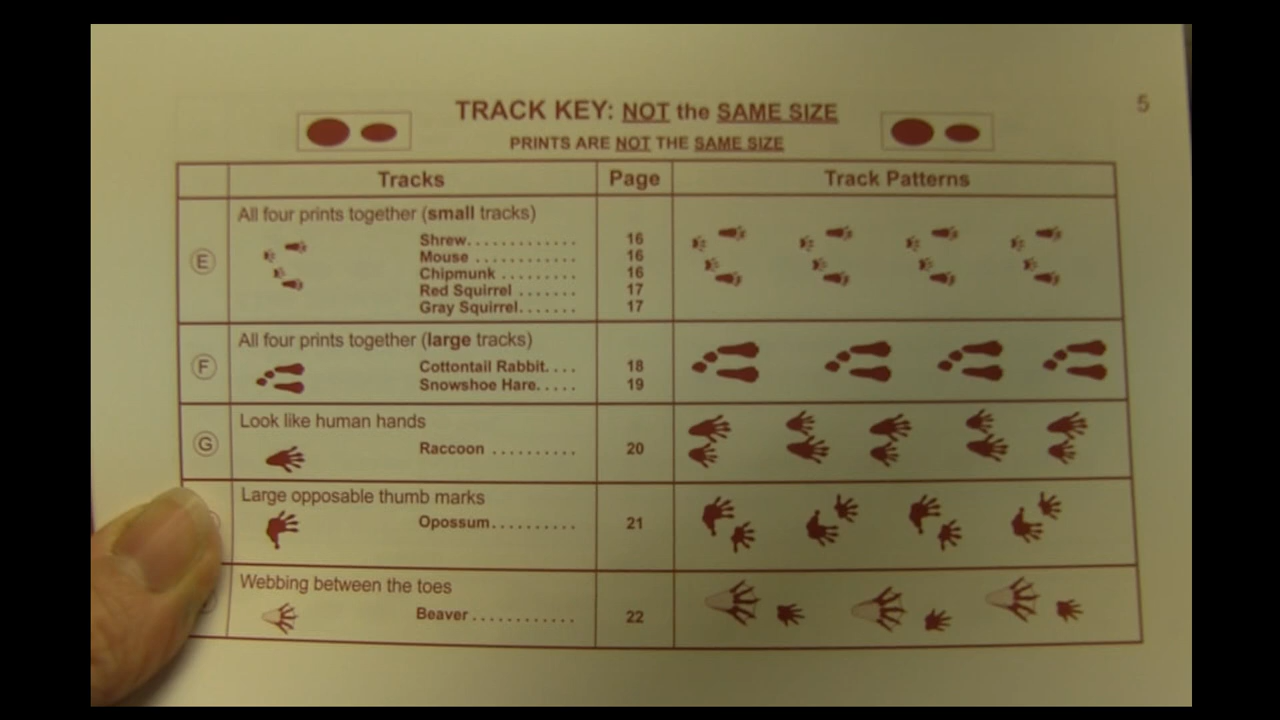 5
TRACK KEY: NOT the SAME SIZE
PRINTS ARE NOT THE SAME SIZE
Tracks Page Track Patterns
All four prints together (small tracks)
E
Shrew............. 16
Mouse ............ 16
Chipmunk ......... 16
Red Squirrel ....... 17
Gray Squirrel....... 17
All four prints together (large tracks)
F
Cottontail Rabbit.... 18
Snowshoe Hare..... 19
Look like human hands
G
Raccoon .......... 20
Large opposable thumb marks
Opossum.......... 21
Webbing between the toes
Beaver ............ 22